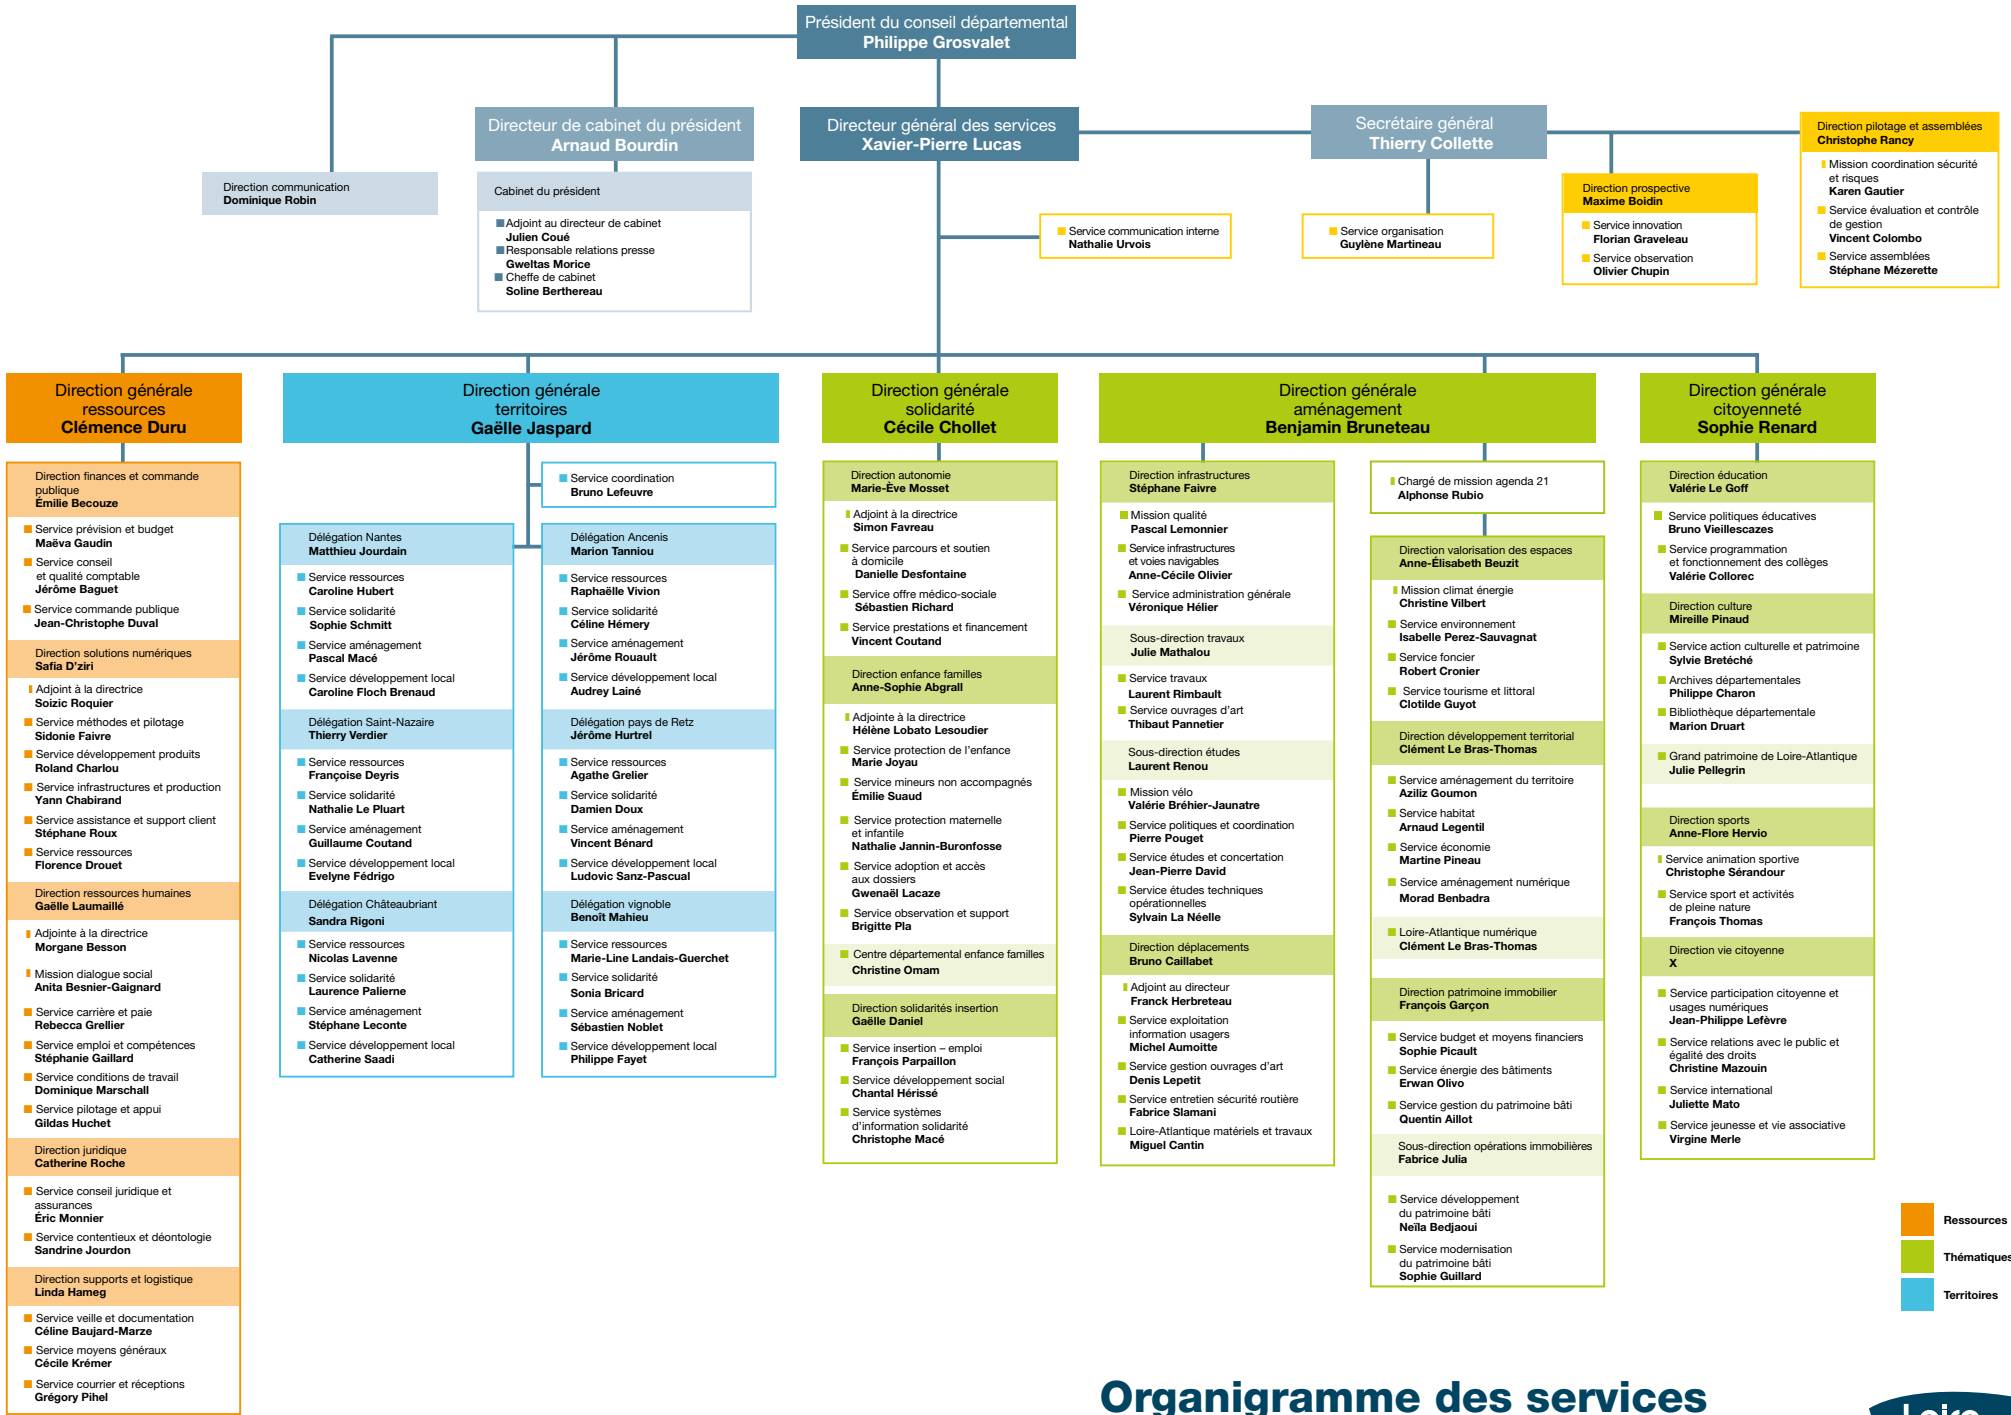 Président du conseil départemental
Philippe Grosvalet
Directeur de cabinet du président
Arnaud Bourdin
Directeur général des services
Xavier-Pierre Lucas
Secrétaire général
Thierry Collette
Direction pilotage et assemblées
Christophe Rancy
Mission coordination sécurité
et risques
Karen Gautier
Service évaluation et contrôle
de gestion
Vincent Colombo
Service assemblées
Stéphane Mézerette
Direction communication
Dominique Robin
Cabinet du président
Adjoint au directeur de cabinet
Julien Coué
Responsable relations presse
Gweltas Morice
Cheffe de cabinet
Soline Berthereau
Service communication interne
Nathalie Urvois
Service organisation
Guylène Martineau
Direction prospective
Maxime Boidin
Service innovation
Florian Graveleau
Service observation
Olivier Chupin
Direction générale
ressources
Clémence Duru
Direction finances et commande
publique
Émilie Becouze
Service prévision et budget
Maëva Gaudin
Service conseil
et qualité comptable
Jérôme Baguet
Service commande publique
Jean-Christophe Duval
Direction solutions numériques
Safia D'ziri
Adjoint à la directrice
Soizic Roquier
Service méthodes et pilotage
Sidonie Faivre
Service développement produits
Roland Charlou
Service infrastructures et production
Yann Chabirand
Service assistance et support client
Stéphane Roux
Service ressources
Florence Drouet
Direction ressources humaines
Gaëlle Laumaillé
Adjointe à la directrice
Morgane Besson
Mission dialogue social
Anita Besnier-Gaignard
Service carrière et paie
Rebecca Grellier
Service emploi et compétences
Stéphanie Gaillard
Service conditions de travail
Dominique Marschall
Service pilotage et appui
Gildas Huchet
Direction juridique
Catherine Roche
Service conseil juridique et
assurances
Éric Monnier
Service contentieux et déontologie
Sandrine Jourdon
Direction supports et logistique
Linda Hameg
Service veille et documentation
Céline Baujard-Marze
Service moyens généraux
Cécile Krémer
Service courrier et réceptions
Grégory Pihel
Direction générale
territoires
Gaëlle Jaspard
Service coordination
Bruno Lefeuvre
Délégation Nantes
Matthieu Jourdain
Service ressources
Caroline Hubert
Service solidarité
Sophie Schmitt
Service aménagement
Pascal Macé
Service développement local
Caroline Floch Brenaud
Délégation Saint-Nazaire
Thierry Verdier
Service ressources
Françoise Deyris
Service solidarité
Nathalie Le Pluart
Service aménagement
Guillaume Coutand
Service développement local
Evelyne Fédrigo
Délégation Châteaubriant
Sandra Rigoni
Service ressources
Nicolas Lavenne
Service solidarité
Laurence Palierne
Service aménagement
Stéphane Leconte
Service développement local
Catherine Saadi
Délégation Ancenis
Marion Tanniou
Service ressources
Raphaëlle Vivion
Service solidarité
Céline Hémery
Service aménagement
Jérôme Rouault
Service développement local
Audrey Lainé
Délégation pays de Retz
Jérôme Hurtrel
Service ressources
Agathe Grelier
Service solidarité
Damien Doux
Service aménagement
Vincent Bénard
Service développement local
Ludovic Sanz-Pascual
Délégation vignoble
Benoît Mahieu
Service ressources
Marie-Line Landais-Guerchet
Service solidarité
Sonia Bricard
Service aménagement
Sébastien Noblet
Service développement local
Philippe Fayet
Direction générale
solidarité
Cécile Chollet
Direction autonomie
Marie-Ève Mosset
Adjoint à la directrice
Simon Favreau
Service parcours et soutien
à domicile
Danielle Desfontaine
Service offre médico-sociale
Sébastien Richard
Service prestations et financement
Vincent Coutand
Direction enfance familles
Anne-Sophie Abgrall
Adjointe à la directrice
Hélène Lobato Lesoudier
Service protection de l'enfance
Marie Joyau
Service mineurs non accompagnés
Émilie Suaud
Service protection maternelle
et infantile
Nathalie Jannin-Buronfosse
Service adoption et accès
aux dossiers
Gwenaël Lacaze
Service observation et support
Brigitte Pla
Centre départemental enfance familles
Christine Omam
Direction solidarités insertion
Gaëlle Daniel
Service insertion – emploi
François Parpaillon
Service développement social
Chantal Hérissé
Service systèmes
d'information solidarité
Christophe Macé
Direction générale
aménagement
Benjamin Bruneteau
Direction infrastructures
Stéphane Faivre
Mission qualité
Pascal Lemonnier
Service infrastructures
et voies navigables
Anne-Cécile Olivier
Service administration générale
Véronique Hélier
Sous-direction travaux
Julie Mathalou
Service travaux
Laurent Rimbault
Service ouvrages d'art
Thibaut Pannetier
Sous-direction études
Laurent Renou
Mission vélo
Valérie Bréhier-Jaunatre
Service politiques et coordination
Pierre Pouget
Service études et concertation
Jean-Pierre David
Service études techniques
opérationnelles
Sylvain La Néelle
Direction déplacements
Bruno Caillabet
Adjoint au directeur
Franck Herbreteau
Service exploitation
information usagers
Michel Aumoitte
Service gestion ouvrages d'art
Denis Lepetit
Service entretien sécurité routière
Fabrice Slamani
Loire-Atlantique matériels et travaux
Miguel Cantin
Chargé de mission agenda 21
Alphonse Rubio
Direction valorisation des espaces
Anne-Élisabeth Beuzit
Mission climat énergie
Christine Vilbert
Service environnement
Isabelle Perez-Sauvagnat
Service foncier
Robert Cronier
Service tourisme et littoral
Clotilde Guyot
Direction développement territorial
Clément Le Bras-Thomas
Service aménagement du territoire
Aziliz Goumon
Service habitat
Arnaud Legentil
Service économie
Martine Pineau
Service aménagement numérique
Morad Benbadra
Loire-Atlantique numérique
Clément Le Bras-Thomas
Direction patrimoine immobilier
François Garçon
Service budget et moyens financiers
Sophie Picault
Service énergie des bâtiments
Erwan Olivo
Service gestion du patrimoine bâti
Quentin Aillot
Sous-direction opérations immobilières
Fabrice Julia
Service développement
du patrimoine bâti
Neïla Bedjaoui
Service modernisation
du patrimoine bâti
Sophie Guillard
Direction générale
citoyenneté
Sophie Renard
Direction éducation
Valérie Le Goff
Service politiques éducatives
Bruno Vieillescazes
Service programmation
et fonctionnement des collèges
Valérie Collorec
Direction culture
Mireille Pinaud
Service action culturelle et patrimoine
Sylvie Bretéché
Archives départementales
Philippe Charon
Bibliothèque départementale
Marion Druart
Grand patrimoine de Loire-Atlantique
Julie Pellegrin
Direction sports
Anne-Flore Hervio
Service animation sportive
Christophe Sérandour
Service sport et activités
de pleine nature
François Thomas
Direction vie citoyenne
X
Service participation citoyenne et
usages numériques
Jean-Philippe Lefèvre
Service relations avec le public et
égalité des droits
Christine Mazouin
Service international
Juliette Mato
Service jeunesse et vie associative
Virgine Merle
Ressources
Thématiques
Territoires
Organigramme des services
Loire